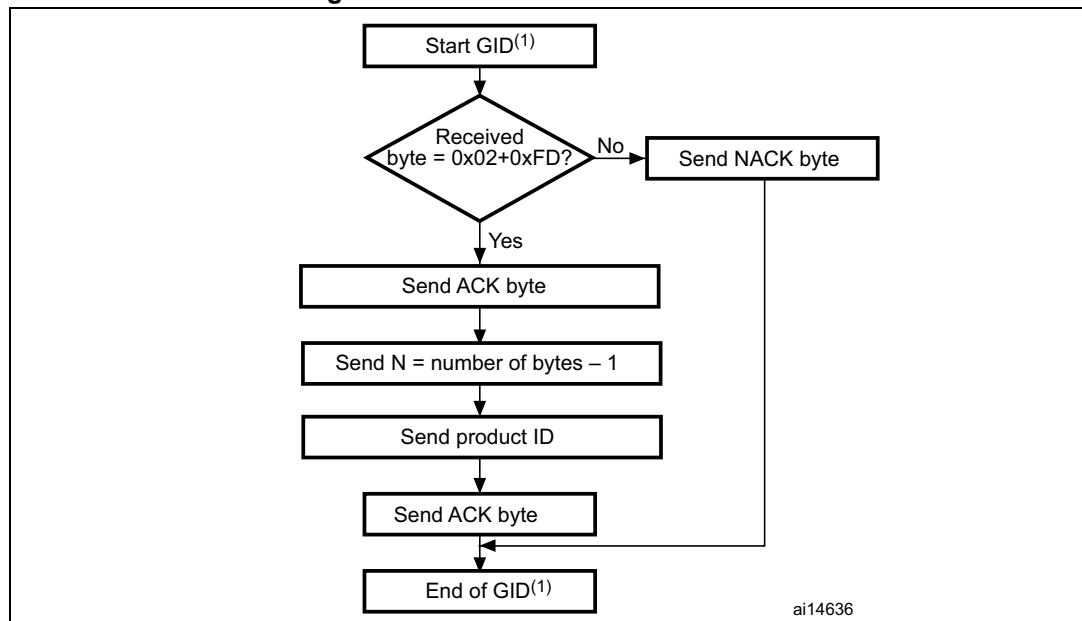 Start GID(1)
Received
byte = 0x02+0xFD?
No
Send NACK byte
Yes
Send ACK byte
Send N = number of bytes – 1
Send product ID
Send ACK byte
End of GID(1)
ai14636